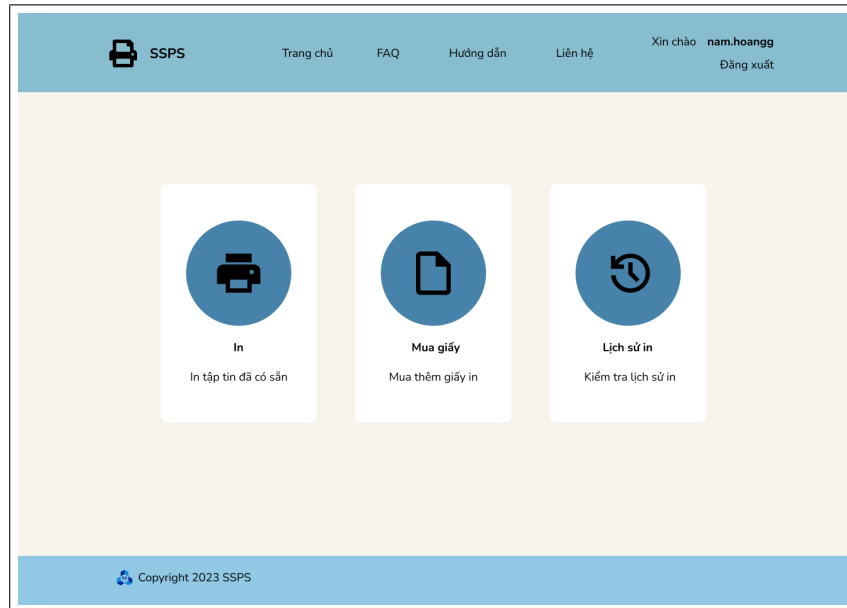 SSPS
Trang chủ
FAQ
Hướng dẫn
Liên hệ
Xin chào nam.hoangg
Đăng xuất
In
In tập tin đã có sẵn
Mua giấy
Mua thêm giấy in
Lịch sử in
Kiểm tra lịch sử in
Copyright 2023 SSPS